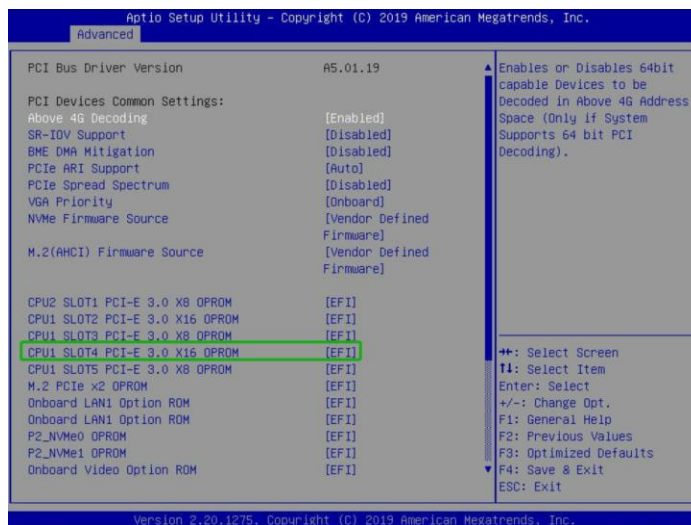 Aptio Setup Utility - Copyright (C) 2019 American Megatrends, Inc.
Advanced
PCI Bus Driver Version A5.01.19
PCI Devices Common Settings:
Above 4G Decoding [Enabled]
SR-IOV Support [Disabled]
BME DMA Mitigation [Disabled]
PCIe ARI Support [Auto]
PCIe Spread Spectrum [Disabled]
VGA Priority [Onboard]
NVMe Firmware Source [Vendor Defined
Firmware]
M.2(AHCI) Firmware Source [Vendor Defined
Firmware]
CPU2 SLOT1 PCI-E 3.0 X8 OPROM [EFI]
CPU1 SLOT2 PCI-E 3.0 X16 OPROM [EFI]
CPU1 SLOT3 PCI-E 3.0 X8 OPROM [EFI]
CPU1 SLOT4 PCI-E 3.0 X16 OPROM [EFI]
CPU1 SLOT5 PCI-E 3.0 X8 OPROM [EFI]
M.2 PCIe x2 OPROM [EFI]
Onboard LAN1 Option ROM [EFI]
Onboard LAN1 Option ROM [EFI]
P2_NVMe0 OPROM [EFI]
P2_NVMe1 OPROM [EFI]
Onboard Video Option ROM [EFI]
Enables or Disables 64bit
capable Devices to be
Decoded in Above 4G Address
Space (Only if System
Supports 64 bit PCI
Decoding).
→←: Select Screen
↑↓: Select Item
Enter: Select
+/-: Change Opt.
F1: General Help
F2: Previous Values
F3: Optimized Defaults
F4: Save & Exit
ESC: Exit
Version 2.20.1275. Copyright (C) 2019 American Megatrends, Inc.